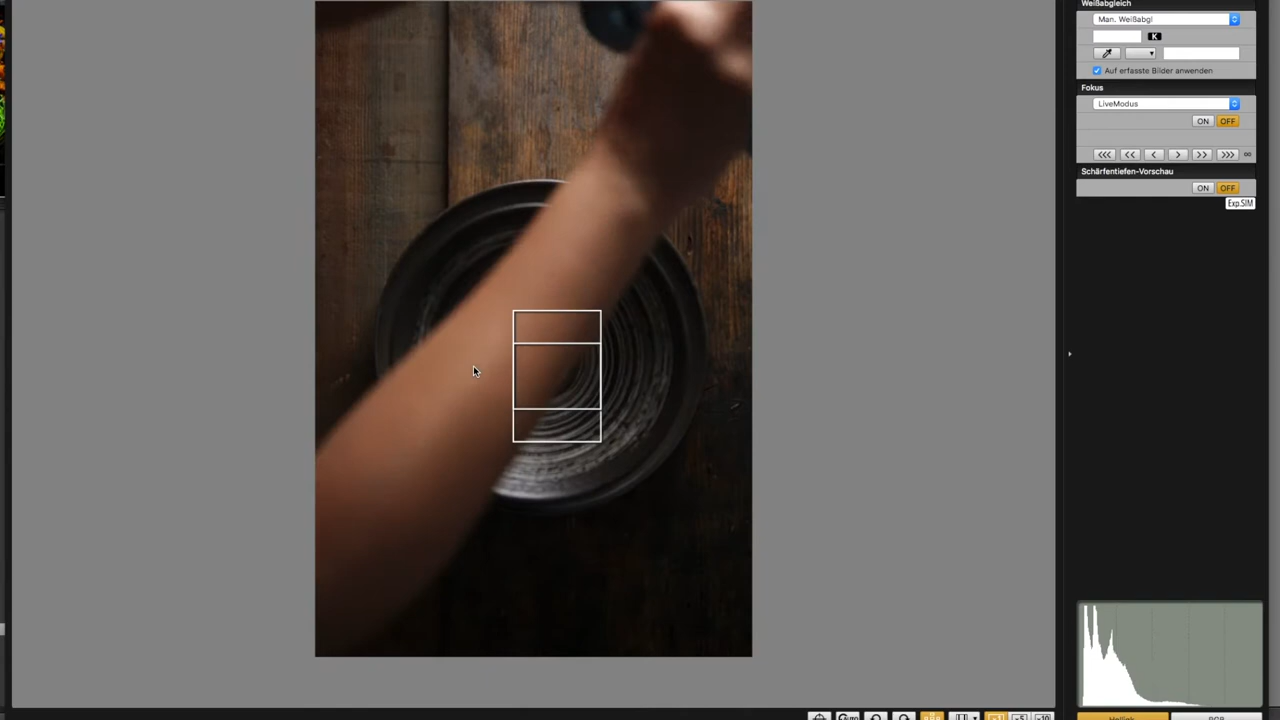 Weißabgleich
Man. Weißabgl
K
Auf erfasste Bilder anwenden
Fokus
LiveModus
ON OFF
<<< << < > >> >>> ∞
Schärfentiefen-Vorschau
ON OFF
Exp.SIM